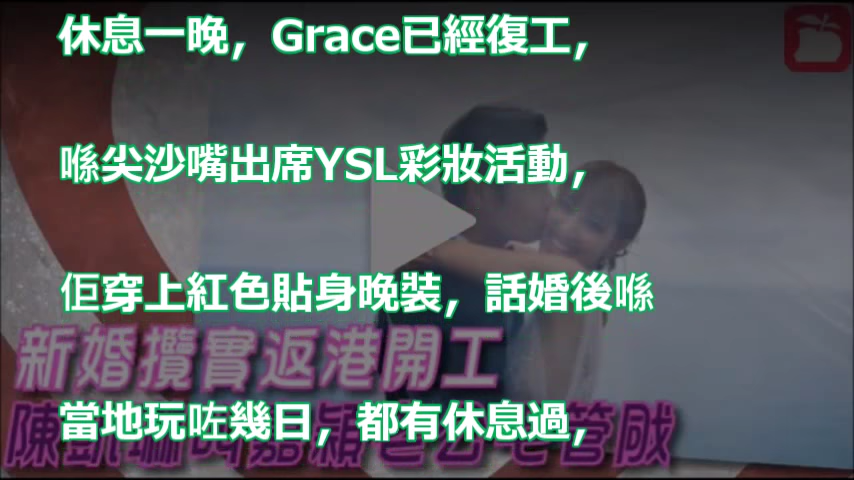 休息一晚，Grace已經復工，
喺尖沙嘴出席YSL彩妝活動，
佢穿上紅色貼身晚裝，話婚後喺
新婚攬實返港開工
當地玩咗幾日，都有休息過，